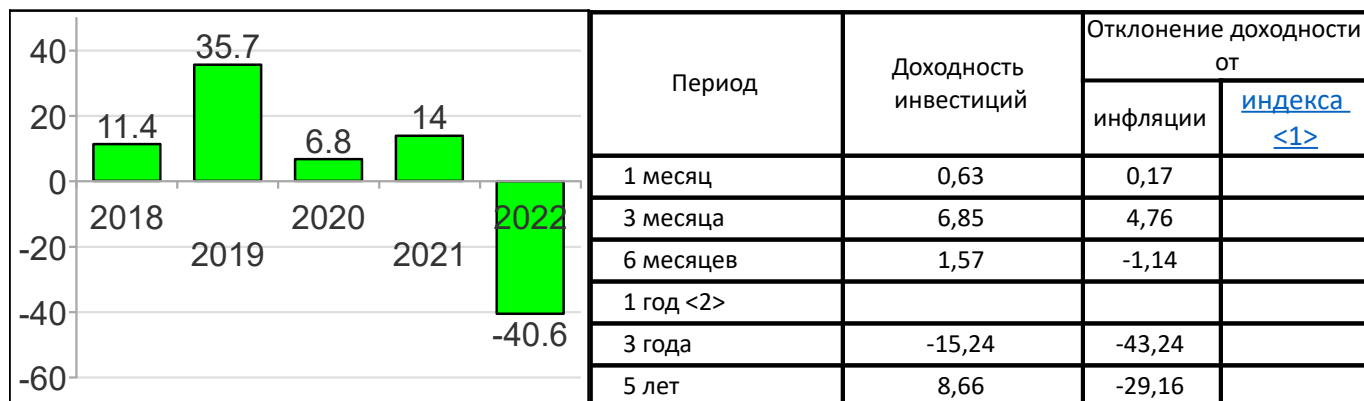 40
20
0
-20
-40
-60
11.4
35.7
6.8
14
-40.6
2018
2019
2020
2021
2022
Период
Доходность
инвестиций
Отклонение доходности
от
инфляции
индекса
<1>
1 месяц 0,63 0,17
3 месяца 6,85 4,76
6 месяцев 1,57 -1,14
1 год <2>
3 года -15,24 -43,24
5 лет 8,66 -29,16